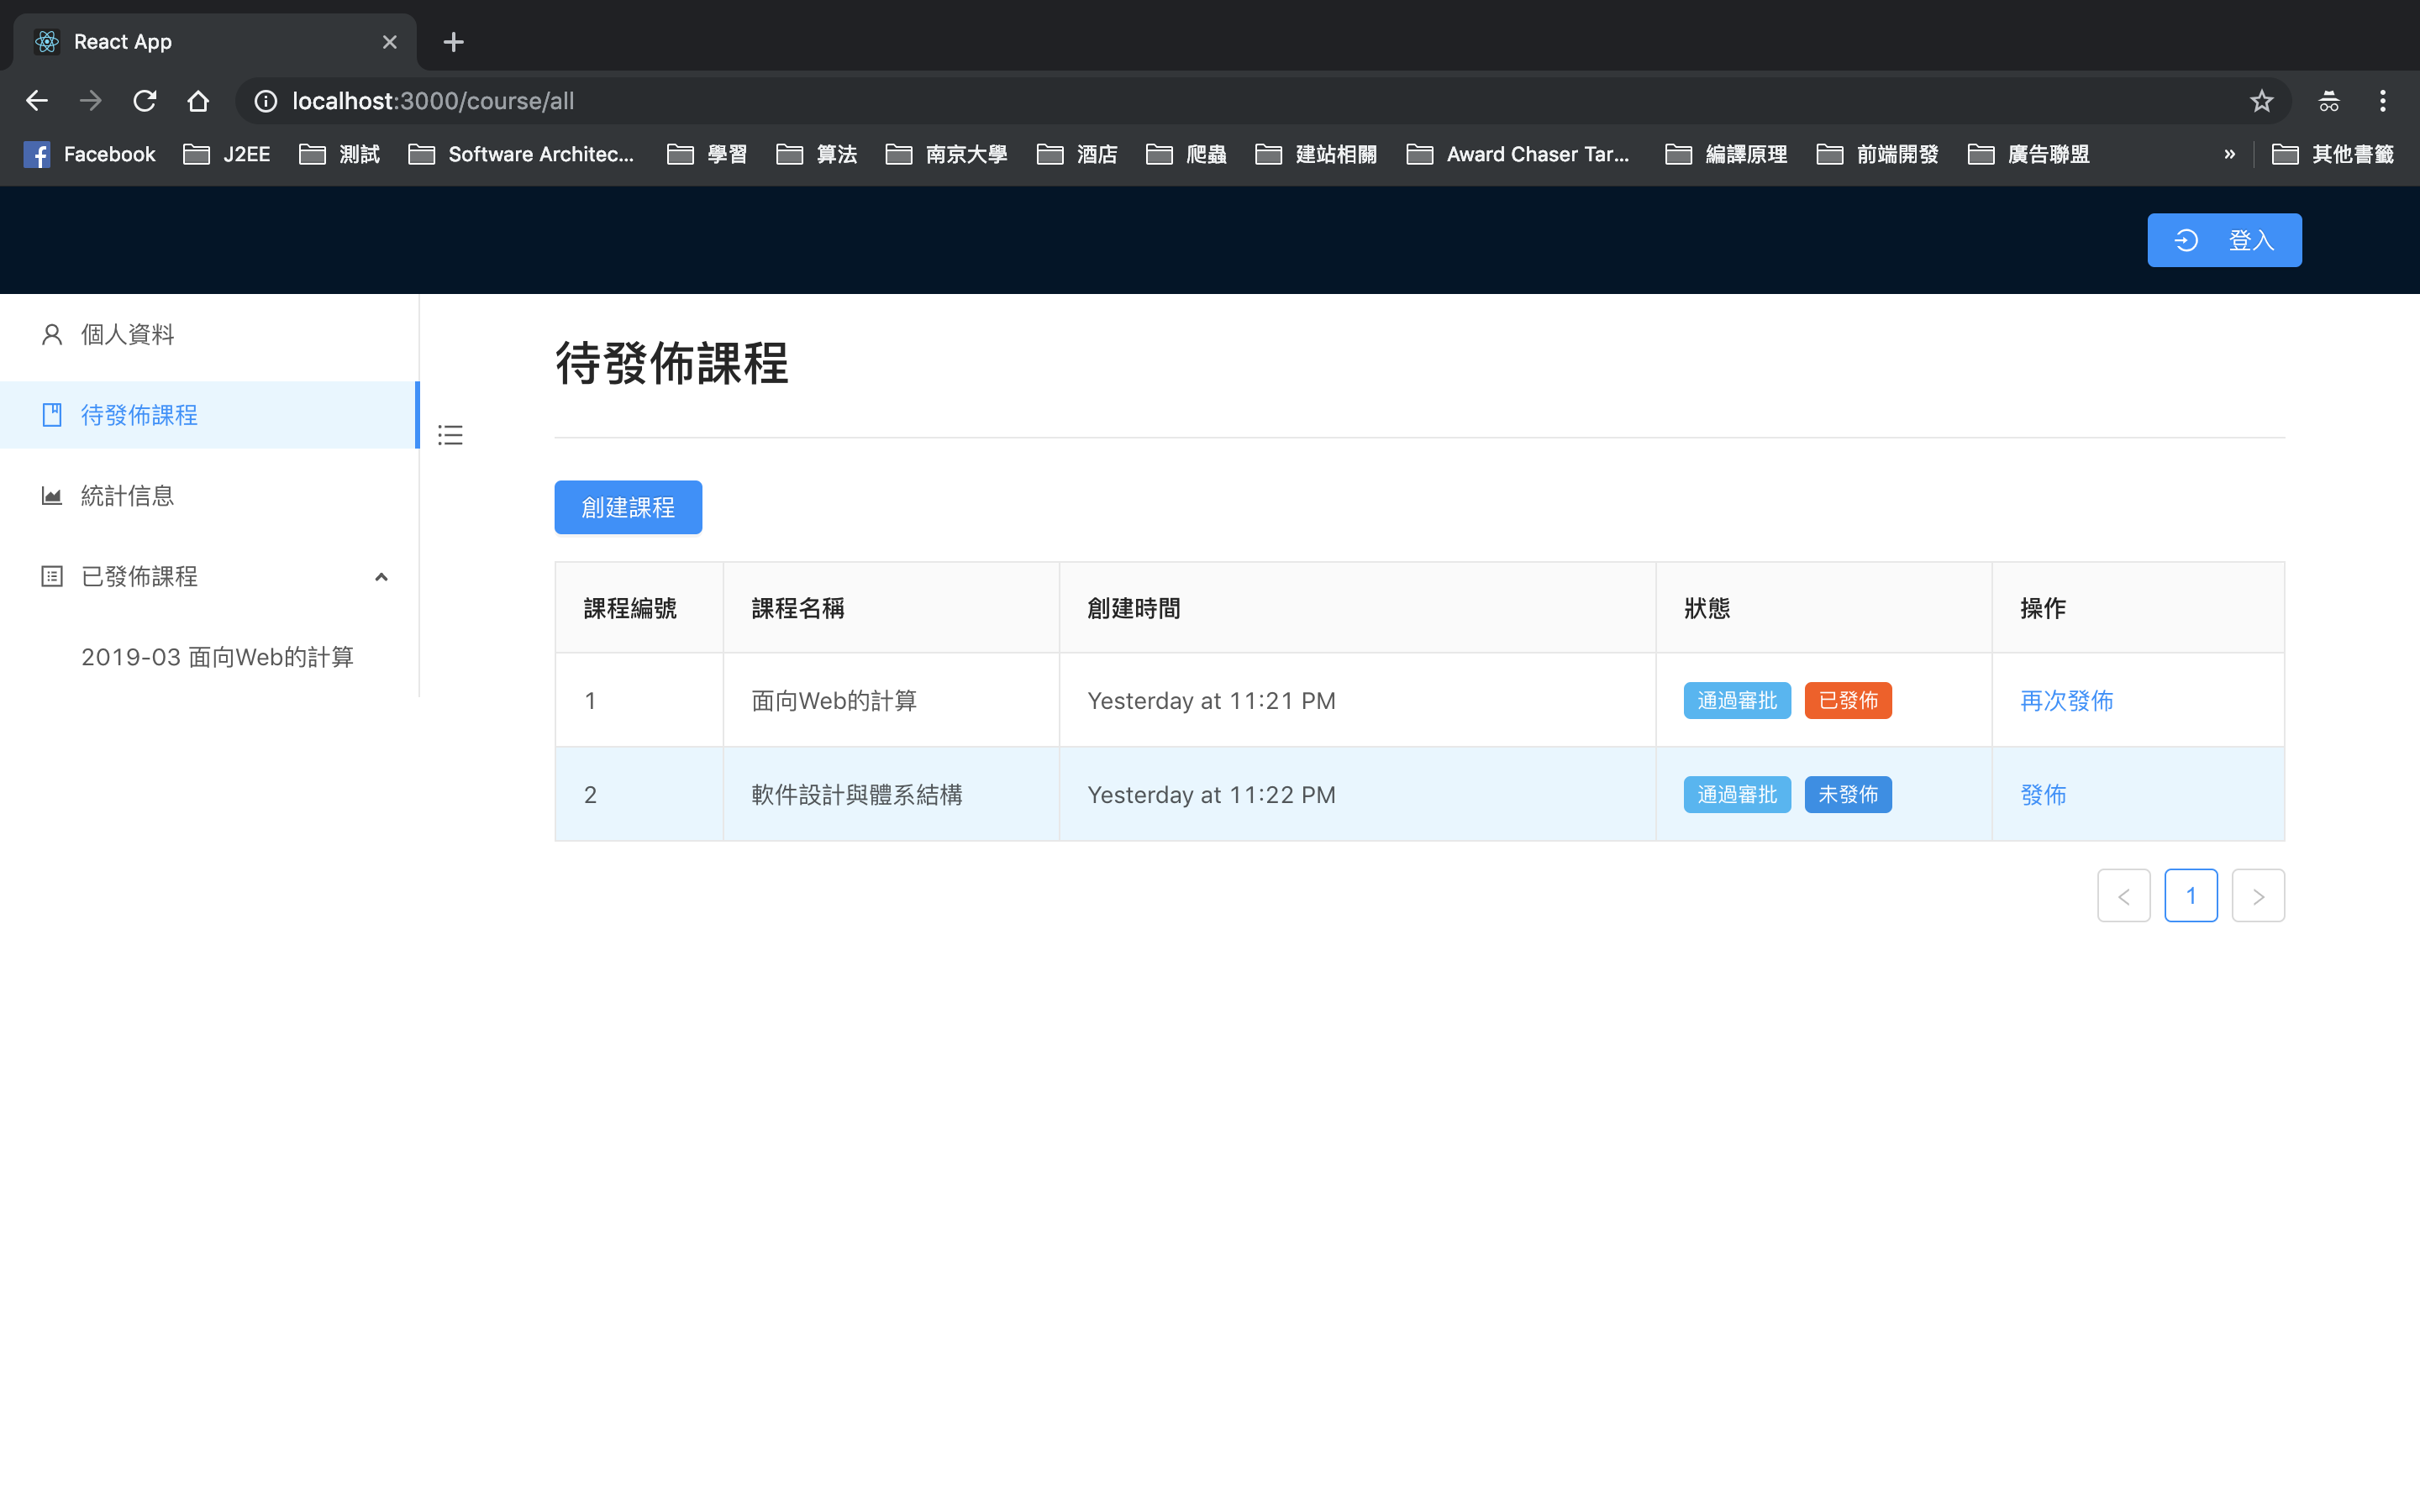 React App
localhost:3000/course/all
Facebook J2EE 測試 Software Architec... 學習 算法 南京大學 酒店 爬蟲 建站相關 Award Chaser Tar... 編譯原理 前端開發 廣告聯盟 » 其他書籤
登入
個人資料
待發佈課程
統計信息
已發佈課程
2019-03 面向Web的計算
待發佈課程
創建課程
課程編號 課程名稱 創建時間 狀態 操作
1 面向Web的計算 Yesterday at 11:21 PM 通過審批 已發佈 再次發佈
2 軟件設計與體系結構 Yesterday at 11:22 PM 通過審批 未發佈 發佈
1